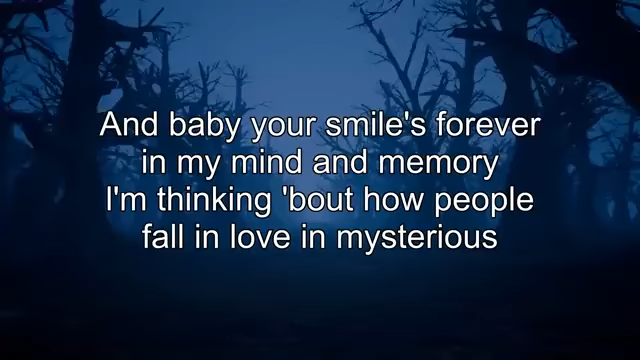 And baby your smile's forever
in my mind and memory
I'm thinking 'bout how people
fall in love in mysterious